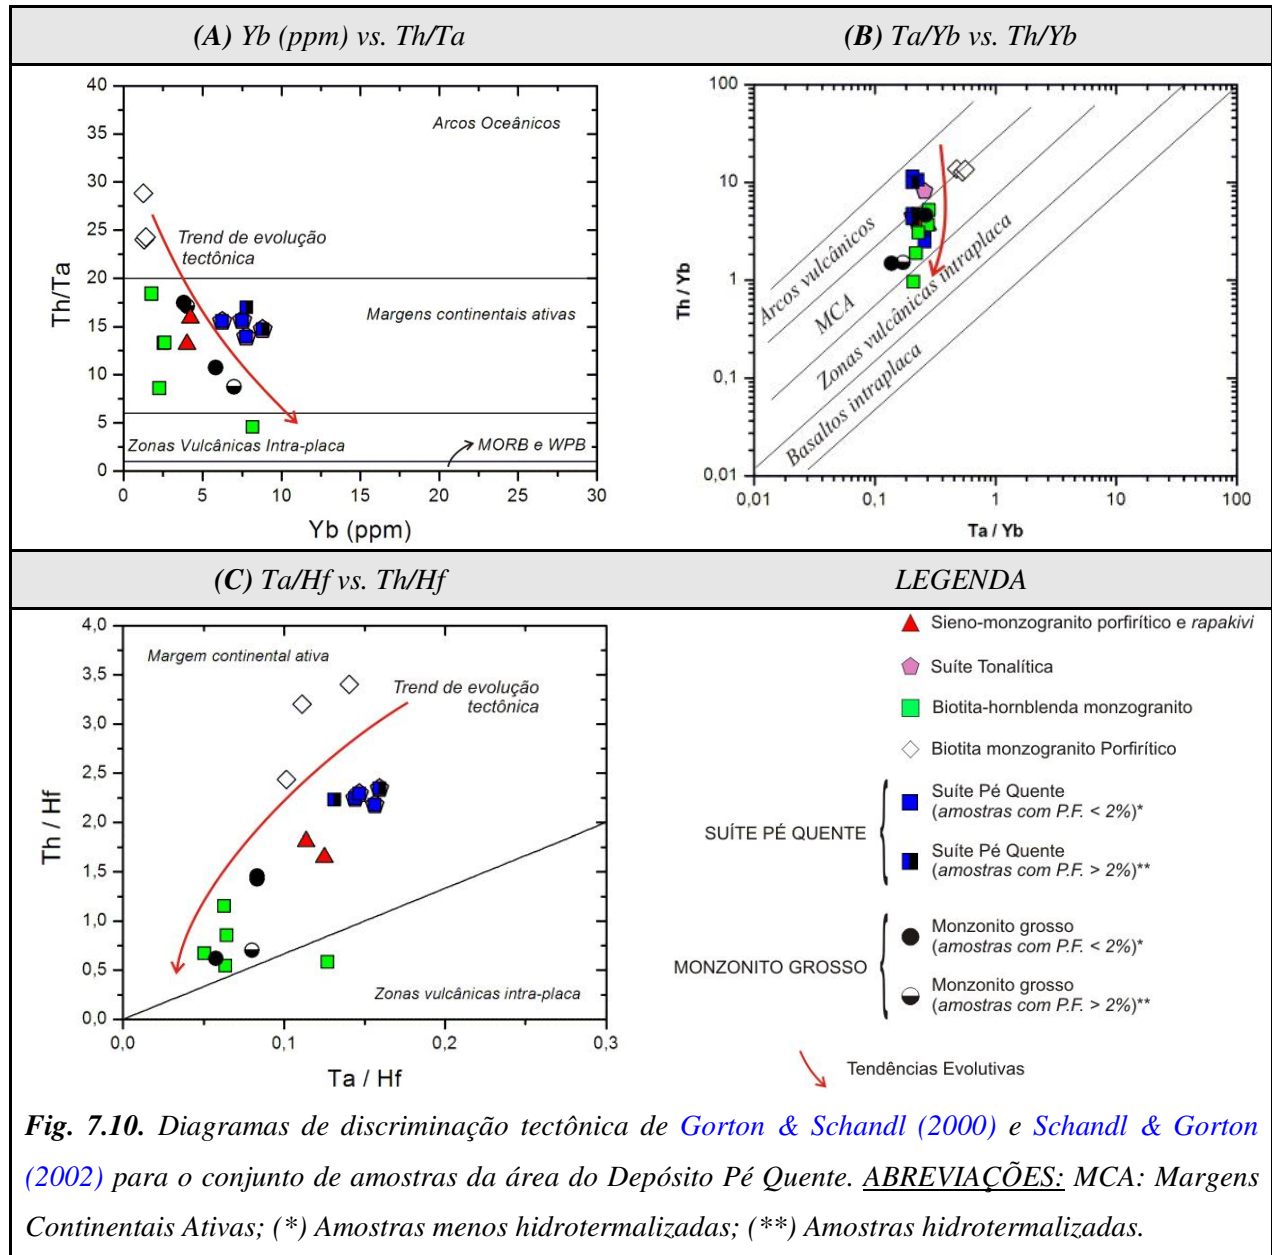 (A) Yb (ppm) vs. Th/Ta
(B) Ta/Yb vs. Th/Yb
40
35
30
25
20
15
10
5
0
Th/Ta
Arcos Oceânicos
Trend de evolução
tectônica
Margens continentais ativas
Zonas Vulcânicas Intra-placa
MORB e WPB
0
5
10
15
20
25
30
Yb (ppm)
100
10
1
0,1
0,01
Th / Yb
Arcos vulcânicos
MCA
Zonas vulcânicas intraplaca
Basaltos intraplaca
0,01
0,1
1
10
100
Ta / Yb
(C) Ta/Hf vs. Th/Hf
LEGENDA
4,0
3,5
3,0
2,5
2,0
1,5
1,0
0,5
0,0
Th / Hf
Margem continental ativa
Trend de evolução
tectônica
Zonas vulcânicas intra-placa
0,0
0,1
0,2
0,3
Ta / Hf
Sieno-monzogranito porfirítico e rapakivi
Suíte Tonalítica
Biotita-hornblenda monzogranito
Biotita monzogranito Porfirítico
SUÍTE PÉ QUENTE
Suíte Pé Quente
(amostras com P.F. < 2%)*
Suíte Pé Quente
(amostras com P.F. > 2%)**
MONZONITO GROSSO
Monzonito grosso
(amostras com P.F. < 2%)*
Monzonito grosso
(amostras com P.F. > 2%)**
Tendências Evolutivas
Fig. 7.10. Diagramas de discriminação tectônica de Gorton & Schandl (2000) e Schandl & Gorton
(2002) para o conjunto de amostras da área do Depósito Pé Quente. ABREVIAÇÕES: MCA: Margens
Continentais Ativas; (*) Amostras menos hidrotermalizadas; (**) Amostras hidrotermalizadas.